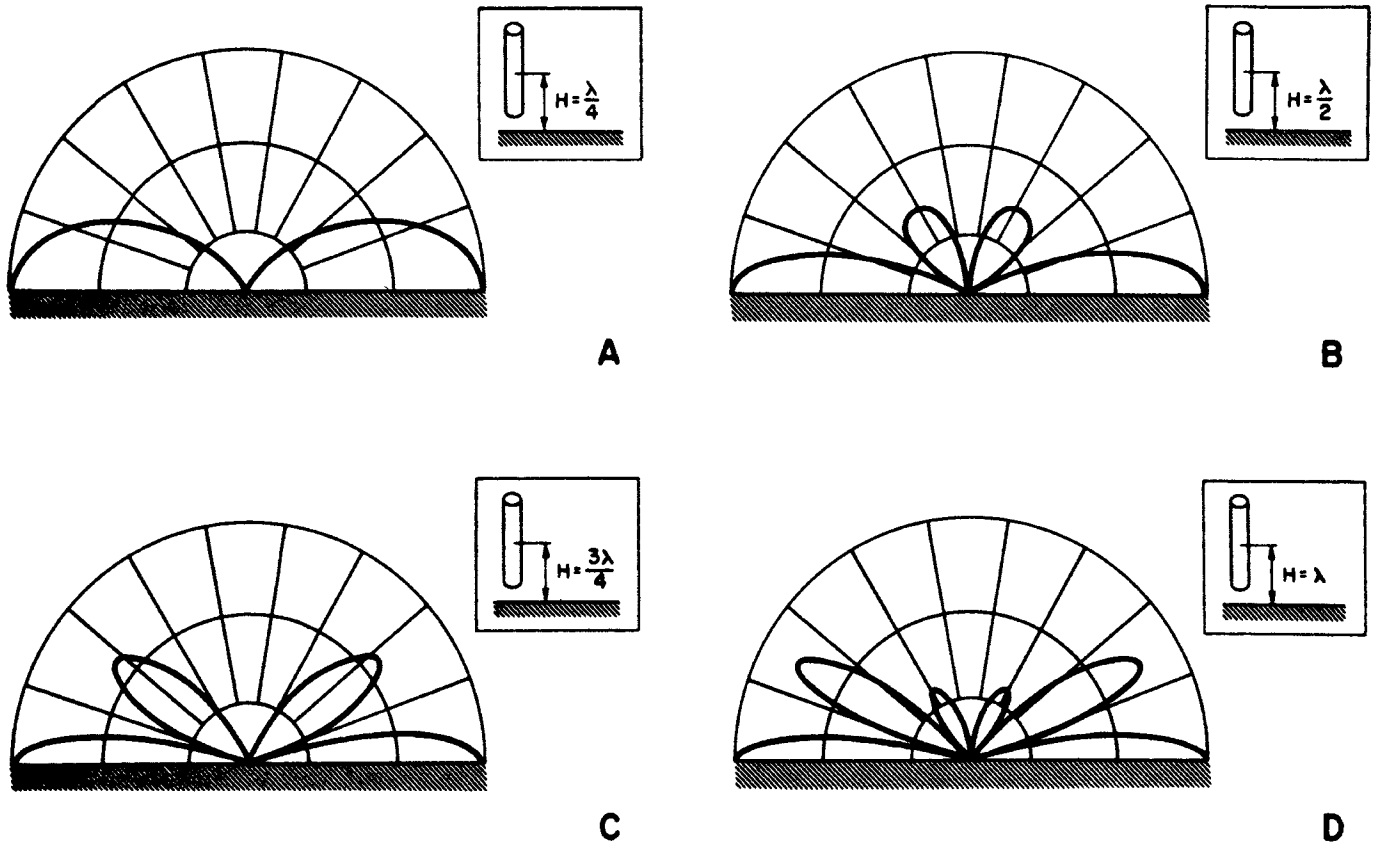 H = λ/4
A
H = λ/2
B
H = 3λ/4
C
H = λ
D